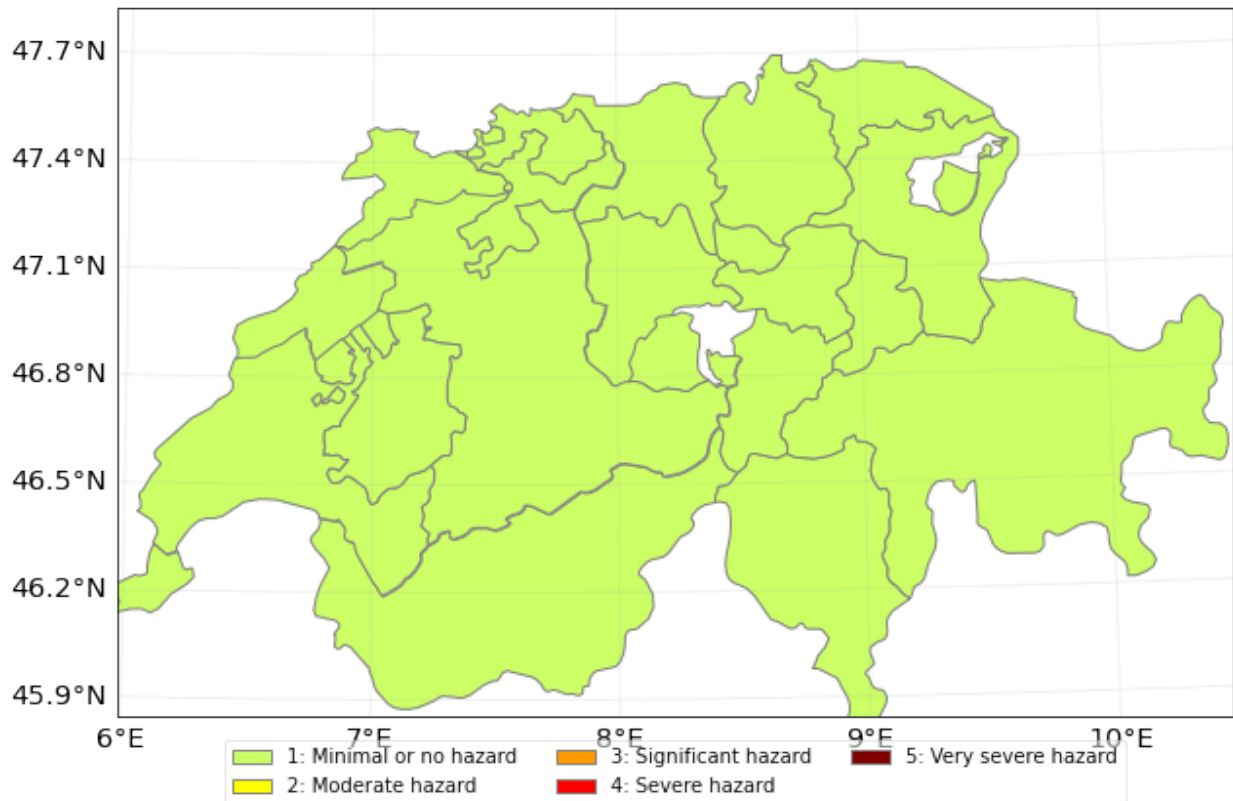 47.7°N
47.4°N
47.1°N
46.8°N
46.5°N
46.2°N
45.9°N
6°E 7°E 8°E 9°E 10°E
1: Minimal or no hazard 3: Significant hazard 5: Very severe hazard
2: Moderate hazard 4: Severe hazard